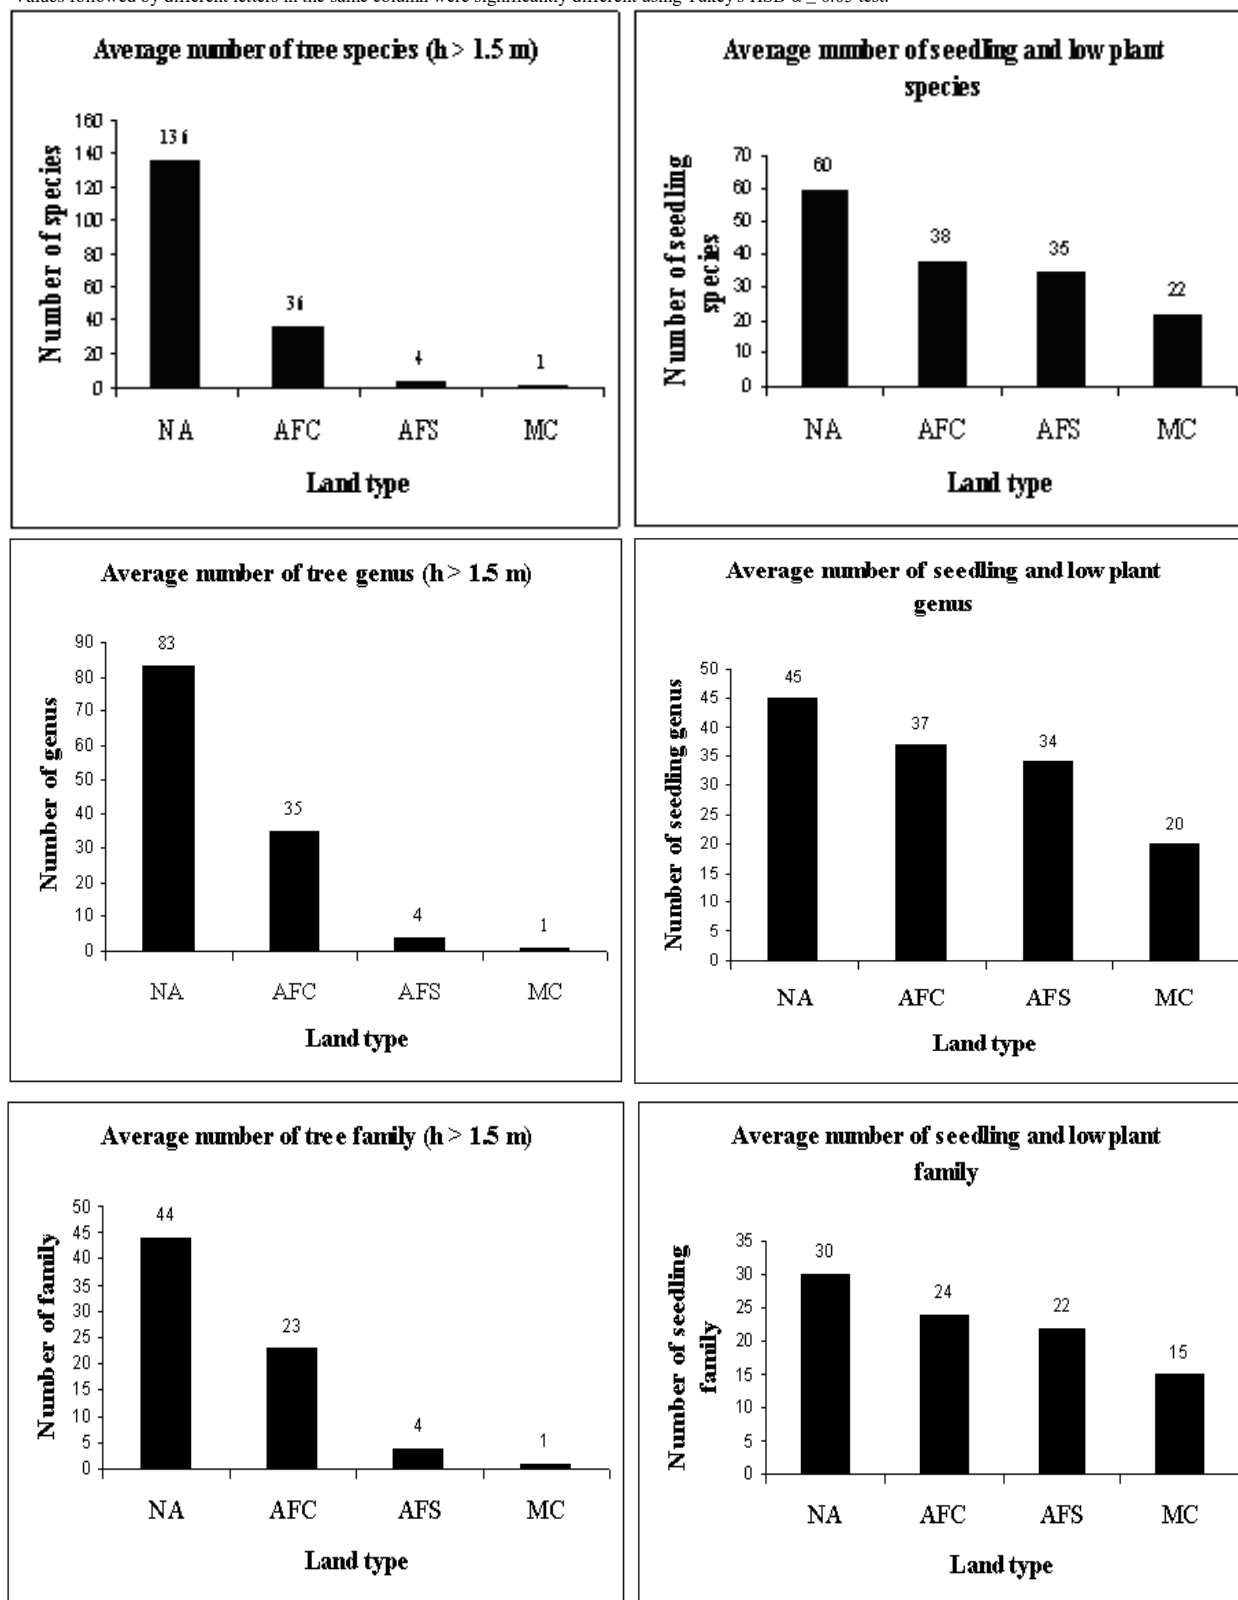 Values followed by different letters in the same column were significantly different using Tukey's HSD α ≤ 0.05 test.
Average number of tree species (h > 1.5 m)
Number of species
160
140
120
100
80
60
40
20
0
136
36
4
1
NA AFC AFS MC
Land type
Average number of seedling and low plant
species
Number of seedling
species
70
60
50
40
30
20
10
0
60
38
35
22
NA AFC AFS MC
Land type
Average number of tree genus (h > 1.5 m)
Number of genus
90
80
70
60
50
40
30
20
10
0
83
35
4
1
NA AFC AFS MC
Land type
Average number of seedling and low plant
genus
Number of seedling genus
50
45
40
35
30
25
20
15
10
5
0
45
37
34
20
NA AFC AFS MC
Land type
Average number of tree family (h > 1.5 m)
Number of family
50
45
40
35
30
25
20
15
10
5
0
44
23
4
1
NA AFC AFS MC
Land type
Average number of seedling and low plant
family
Number of seedling
family
35
30
25
20
15
10
5
0
30
24
22
15
NA AFC AFS MC
Land type